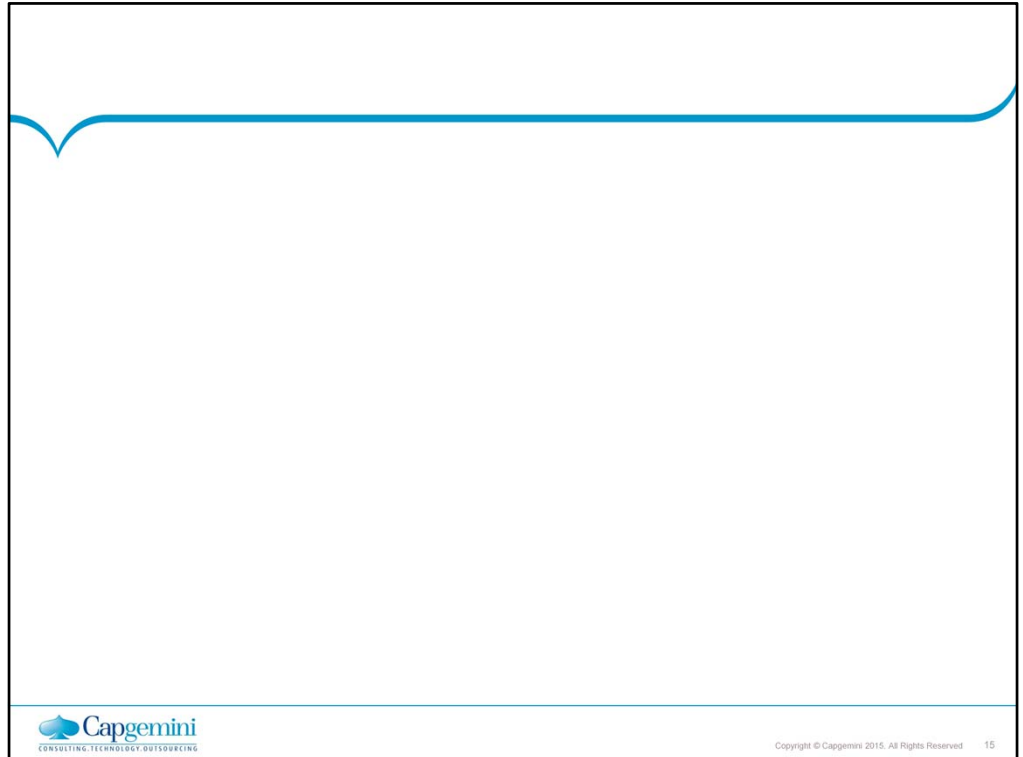 Capgemini
CONSULTING.TECHNOLOGY.OUTSOURCING
Copyright © Capgemini 2015. All Rights Reserved 15